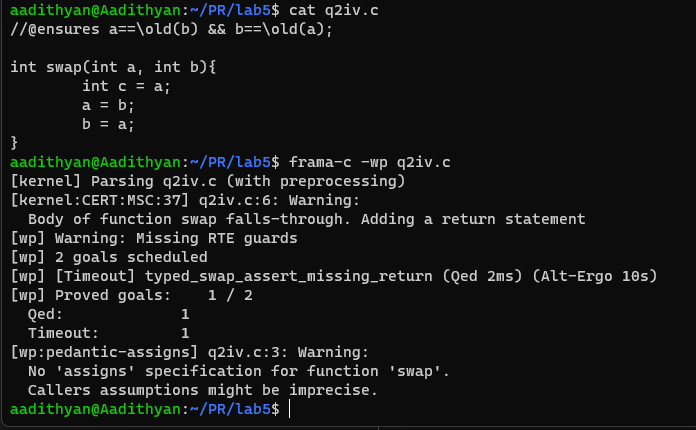 aadithyan@Aadithyan:~/PR/lab5$ cat q2iv.c
//@ensures a==\old(b) && b==\old(a);

int swap(int a, int b){
        int c = a;
        a = b;
        b = a;
}
aadithyan@Aadithyan:~/PR/lab5$ frama-c -wp q2iv.c
[kernel] Parsing q2iv.c (with preprocessing)
[kernel:CERT:MSC:37] q2iv.c:6: Warning:
  Body of function swap falls-through. Adding a return statement
[wp] Warning: Missing RTE guards
[wp] 2 goals scheduled
[wp] [Timeout] typed_swap_assert_missing_return (Qed 2ms) (Alt-Ergo 10s)
[wp] Proved goals:    1 / 2
  Qed:             1
  Timeout:         1
[wp:pedantic-assigns] q2iv.c:3: Warning:
  No 'assigns' specification for function 'swap'.
  Callers assumptions might be imprecise.
aadithyan@Aadithyan:~/PR/lab5$